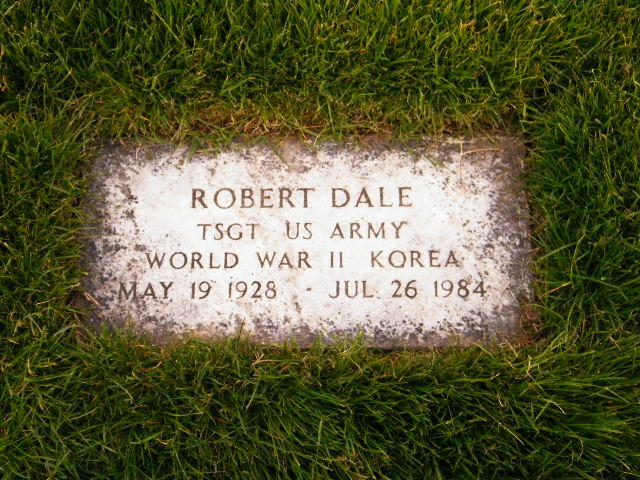 ROBERT DALE
TSGT US ARMY
WORLD WAR II KOREA
MAY 19 1928 - JUL 26 1984